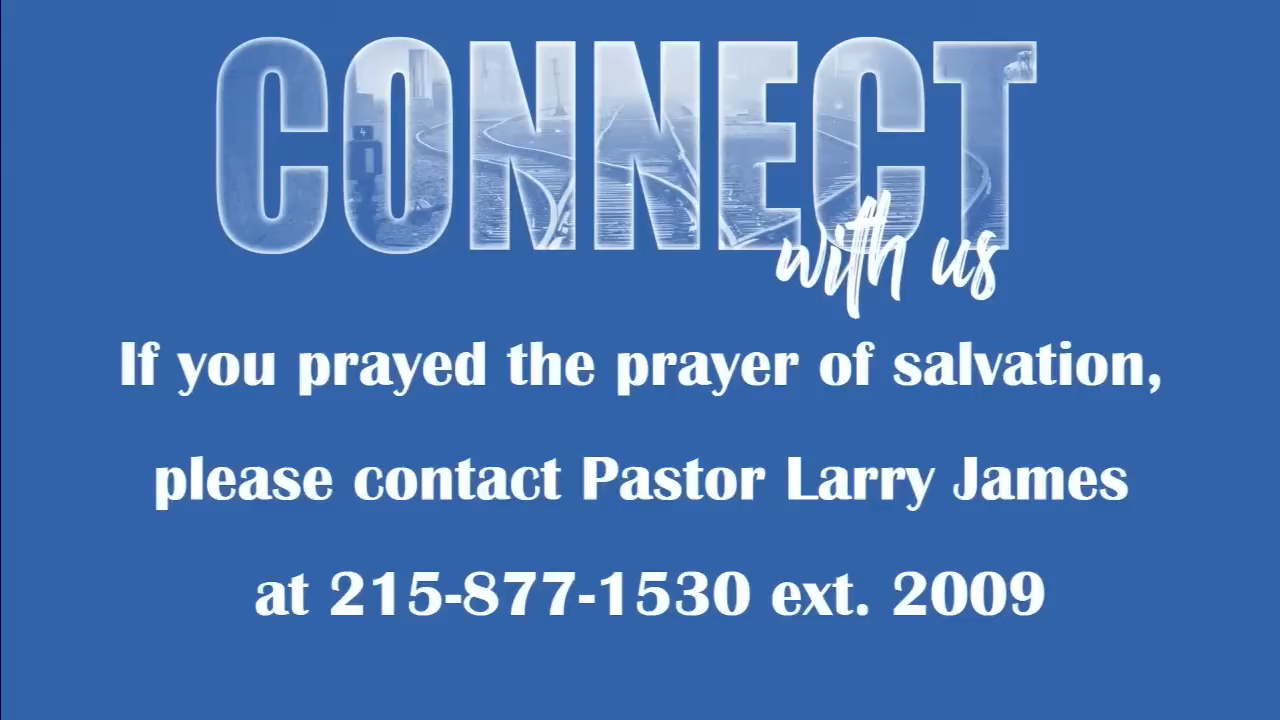 CONNECT
with us
If you prayed the prayer of salvation,
please contact Pastor Larry James
at 215-877-1530 ext. 2009